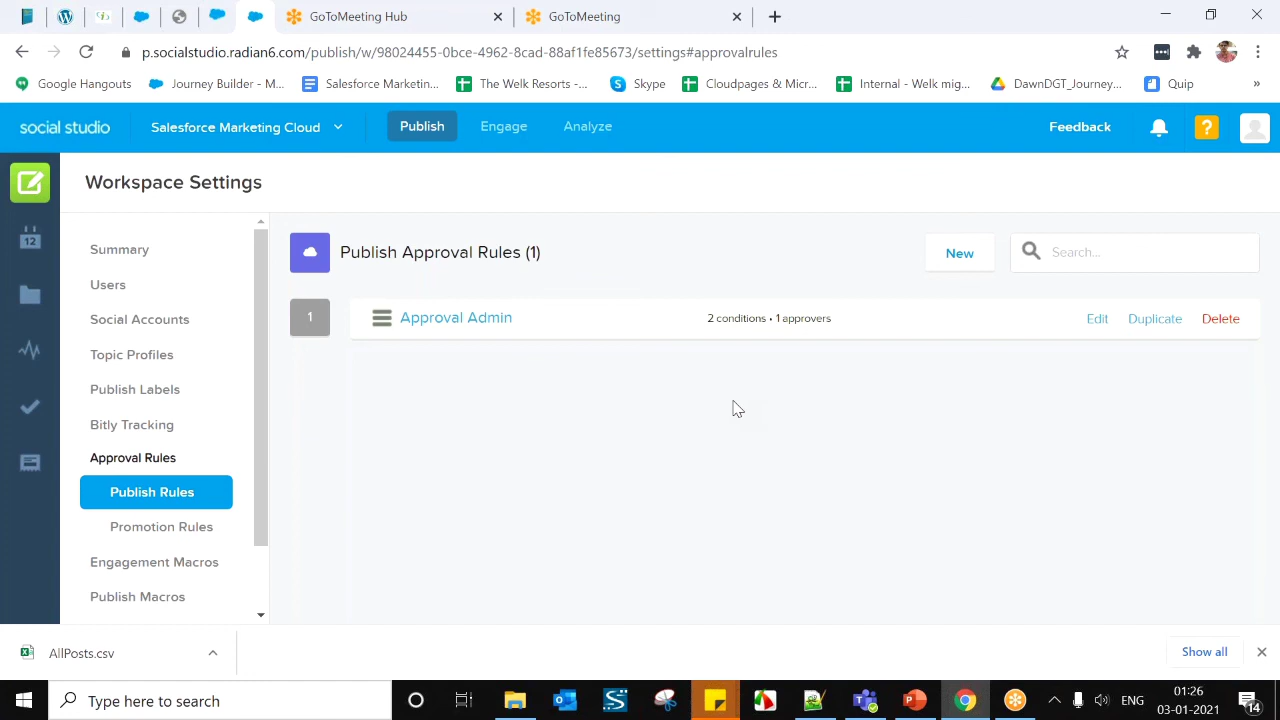 GoToMeeting Hub
GoToMeeting
p.socialstudio.radian6.com/publish/w/98024455-0bce-4962-8cad-88af1fe85673/settings#approvalrules
Google Hangouts
Journey Builder - M...
Salesforce Marketin...
The Welk Resorts -...
Skype
Cloudpages & Micr...
Internal - Welk mig...
DawnDGT_Journey...
Quip
»
social studio
Salesforce Marketing Cloud
Publish
Engage
Analyze
Feedback
?
12
Workspace Settings
Summary
Users
Social Accounts
Topic Profiles
Publish Labels
Bitly Tracking
Approval Rules
Publish Rules
Promotion Rules
Engagement Macros
Publish Macros
Publish Approval Rules (1)
New
Search...
1
Approval Admin
2 conditions • 1 approvers
Edit
Duplicate
Delete
AllPosts.csv
Show all
Type here to search
ENG
01:26
03-01-2021
14